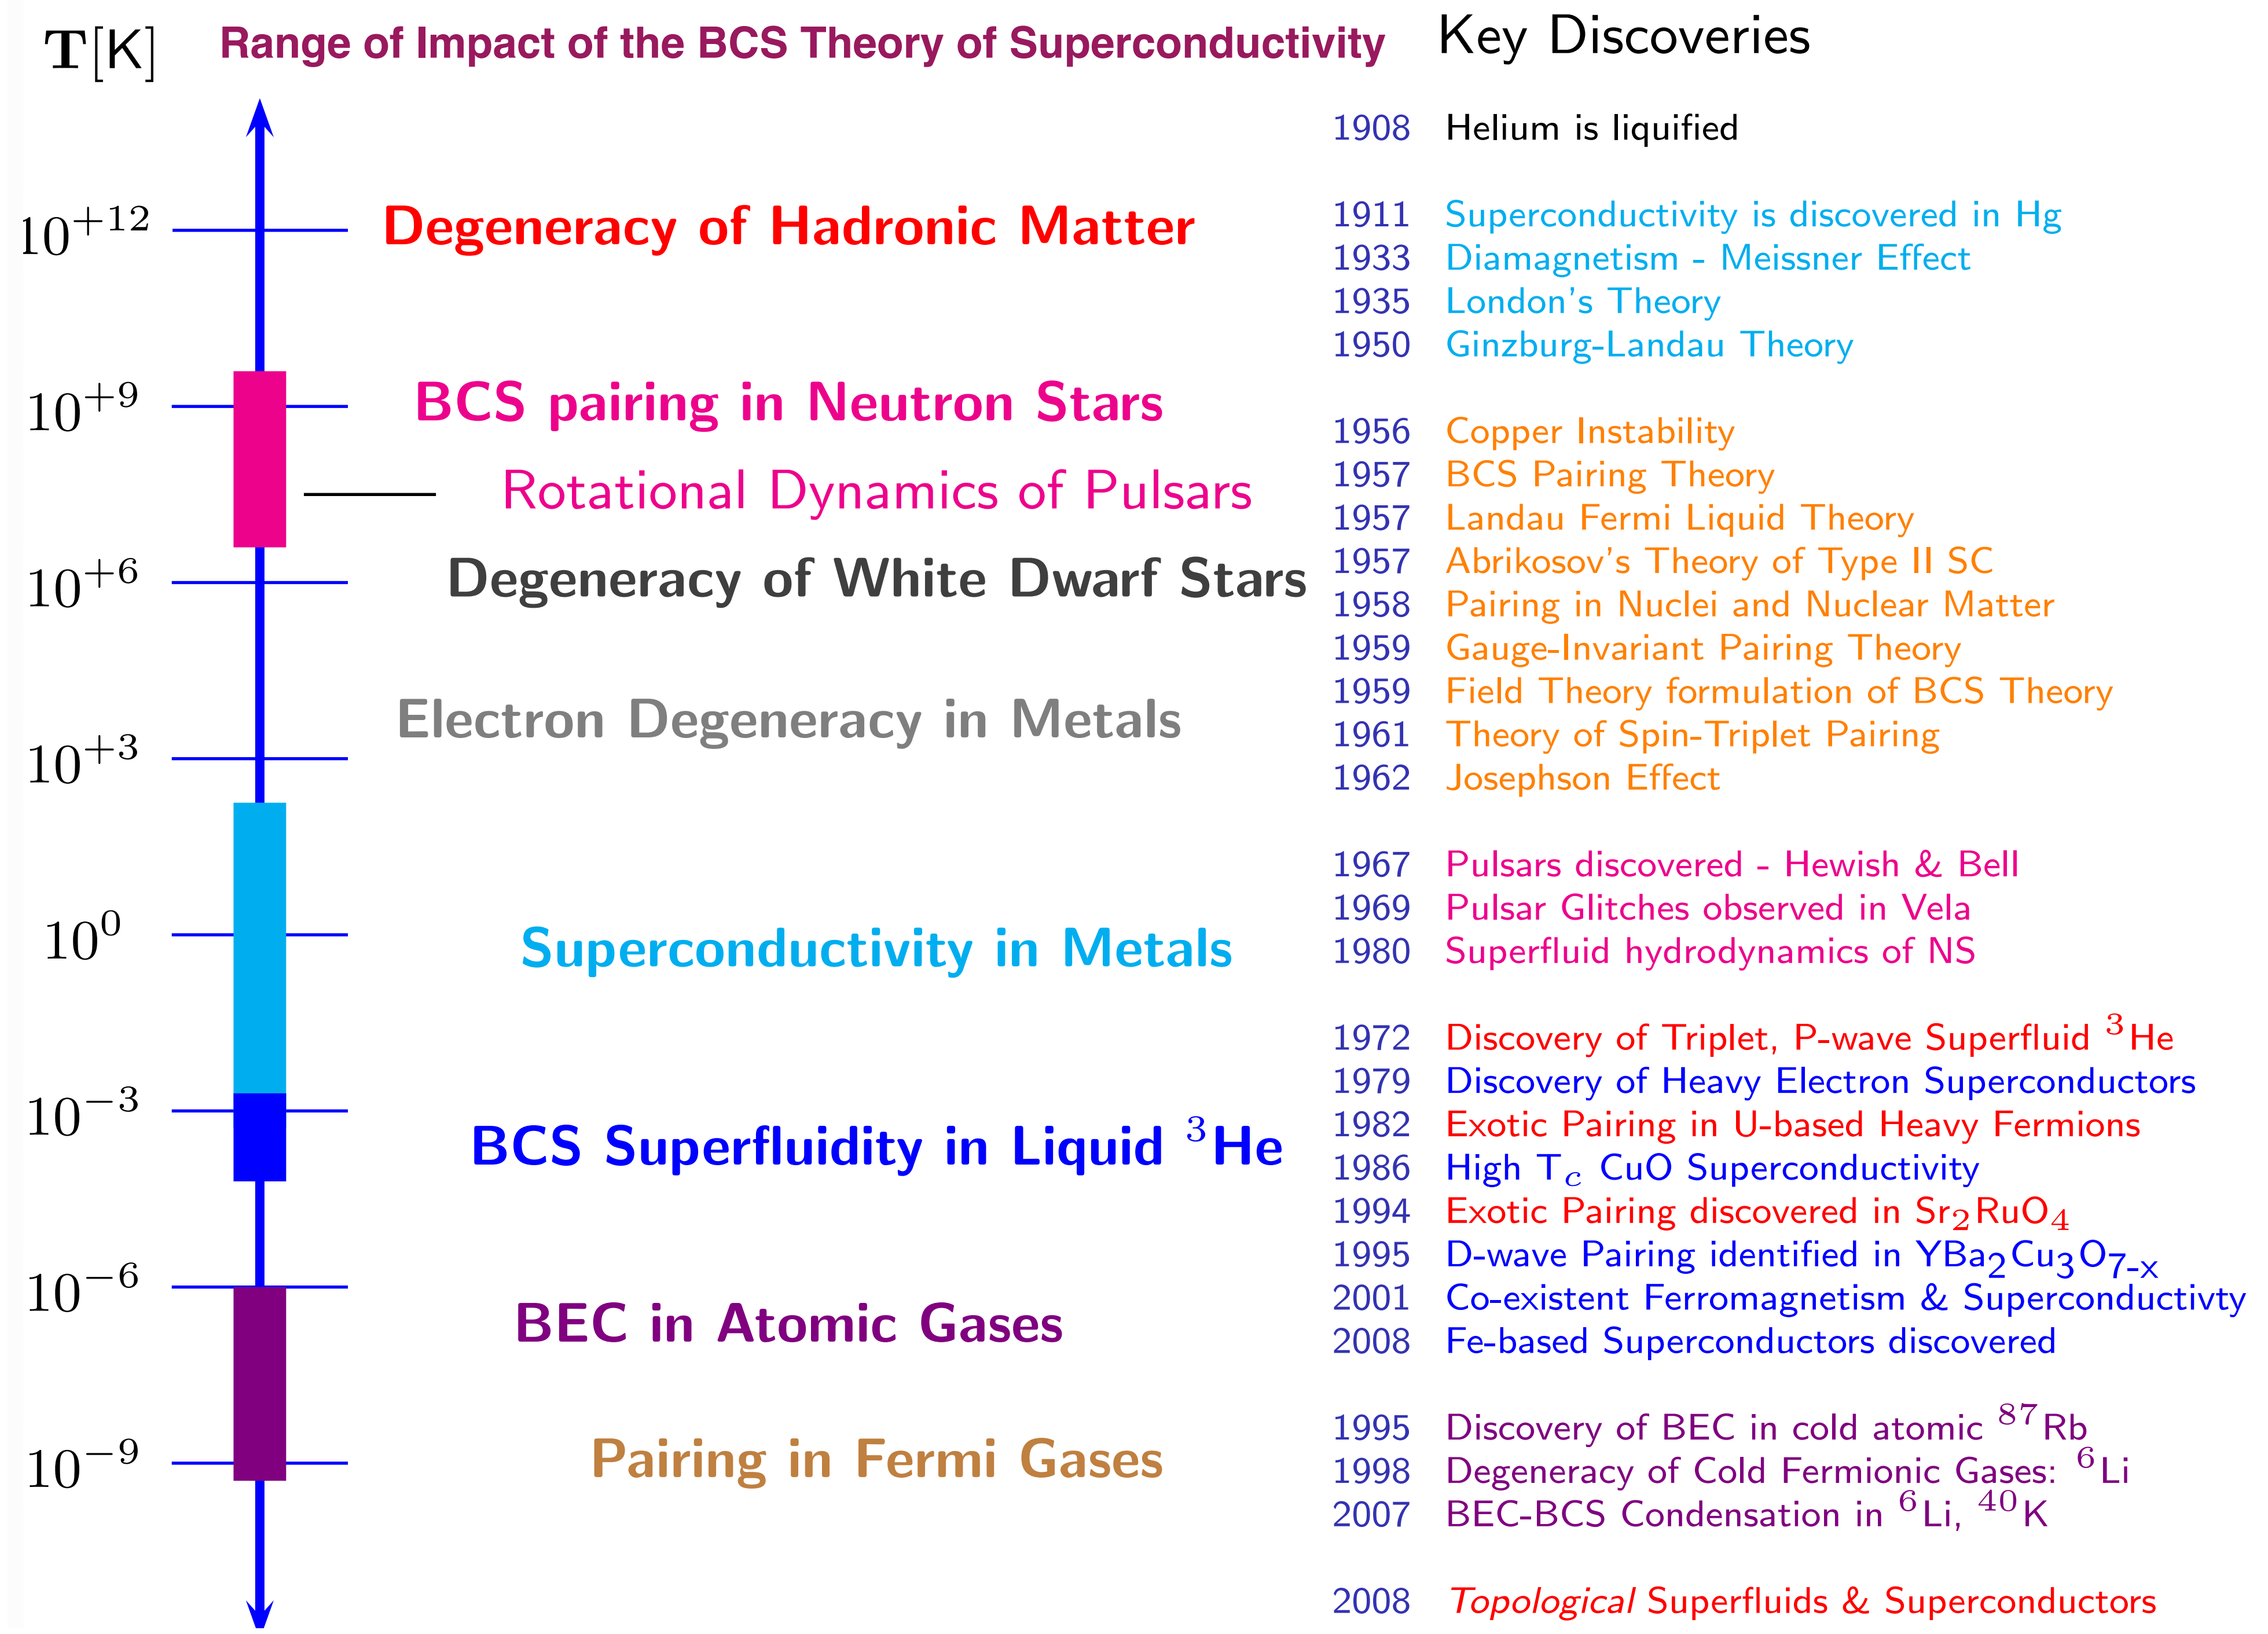 T[K]
Range of Impact of the BCS Theory of Superconductivity
Key Discoveries
10⁺¹²
10⁺⁹
10⁺⁶
10⁺³
10⁰
10⁻³
10⁻⁶
10⁻⁹
Degeneracy of Hadronic Matter
BCS pairing in Neutron Stars
Rotational Dynamics of Pulsars
Degeneracy of White Dwarf Stars
Electron Degeneracy in Metals
Superconductivity in Metals
BCS Superfluidity in Liquid ³He
BEC in Atomic Gases
Pairing in Fermi Gases
1908 Helium is liquified
1911 Superconductivity is discovered in Hg
1933 Diamagnetism - Meissner Effect
1935 London's Theory
1950 Ginzburg-Landau Theory
1956 Copper Instability
1957 BCS Pairing Theory
1957 Landau Fermi Liquid Theory
1957 Abrikosov's Theory of Type II SC
1958 Pairing in Nuclei and Nuclear Matter
1959 Gauge-Invariant Pairing Theory
1959 Field Theory formulation of BCS Theory
1961 Theory of Spin-Triplet Pairing
1962 Josephson Effect
1967 Pulsars discovered - Hewish & Bell
1969 Pulsar Glitches observed in Vela
1980 Superfluid hydrodynamics of NS
1972 Discovery of Triplet, P-wave Superfluid ³He
1979 Discovery of Heavy Electron Superconductors
1982 Exotic Pairing in U-based Heavy Fermions
1986 High T_c CuO Superconductivity
1994 Exotic Pairing discovered in Sr₂RuO₄
1995 D-wave Pairing identified in YBa₂Cu₃O₇₋ₓ
2001 Co-existent Ferromagnetism & Superconductivty
2008 Fe-based Superconductors discovered
1995 Discovery of BEC in cold atomic ⁸⁷Rb
1998 Degeneracy of Cold Fermionic Gases: ⁶Li
2007 BEC-BCS Condensation in ⁶Li, ⁴⁰K
2008 Topological Superfluids & Superconductors